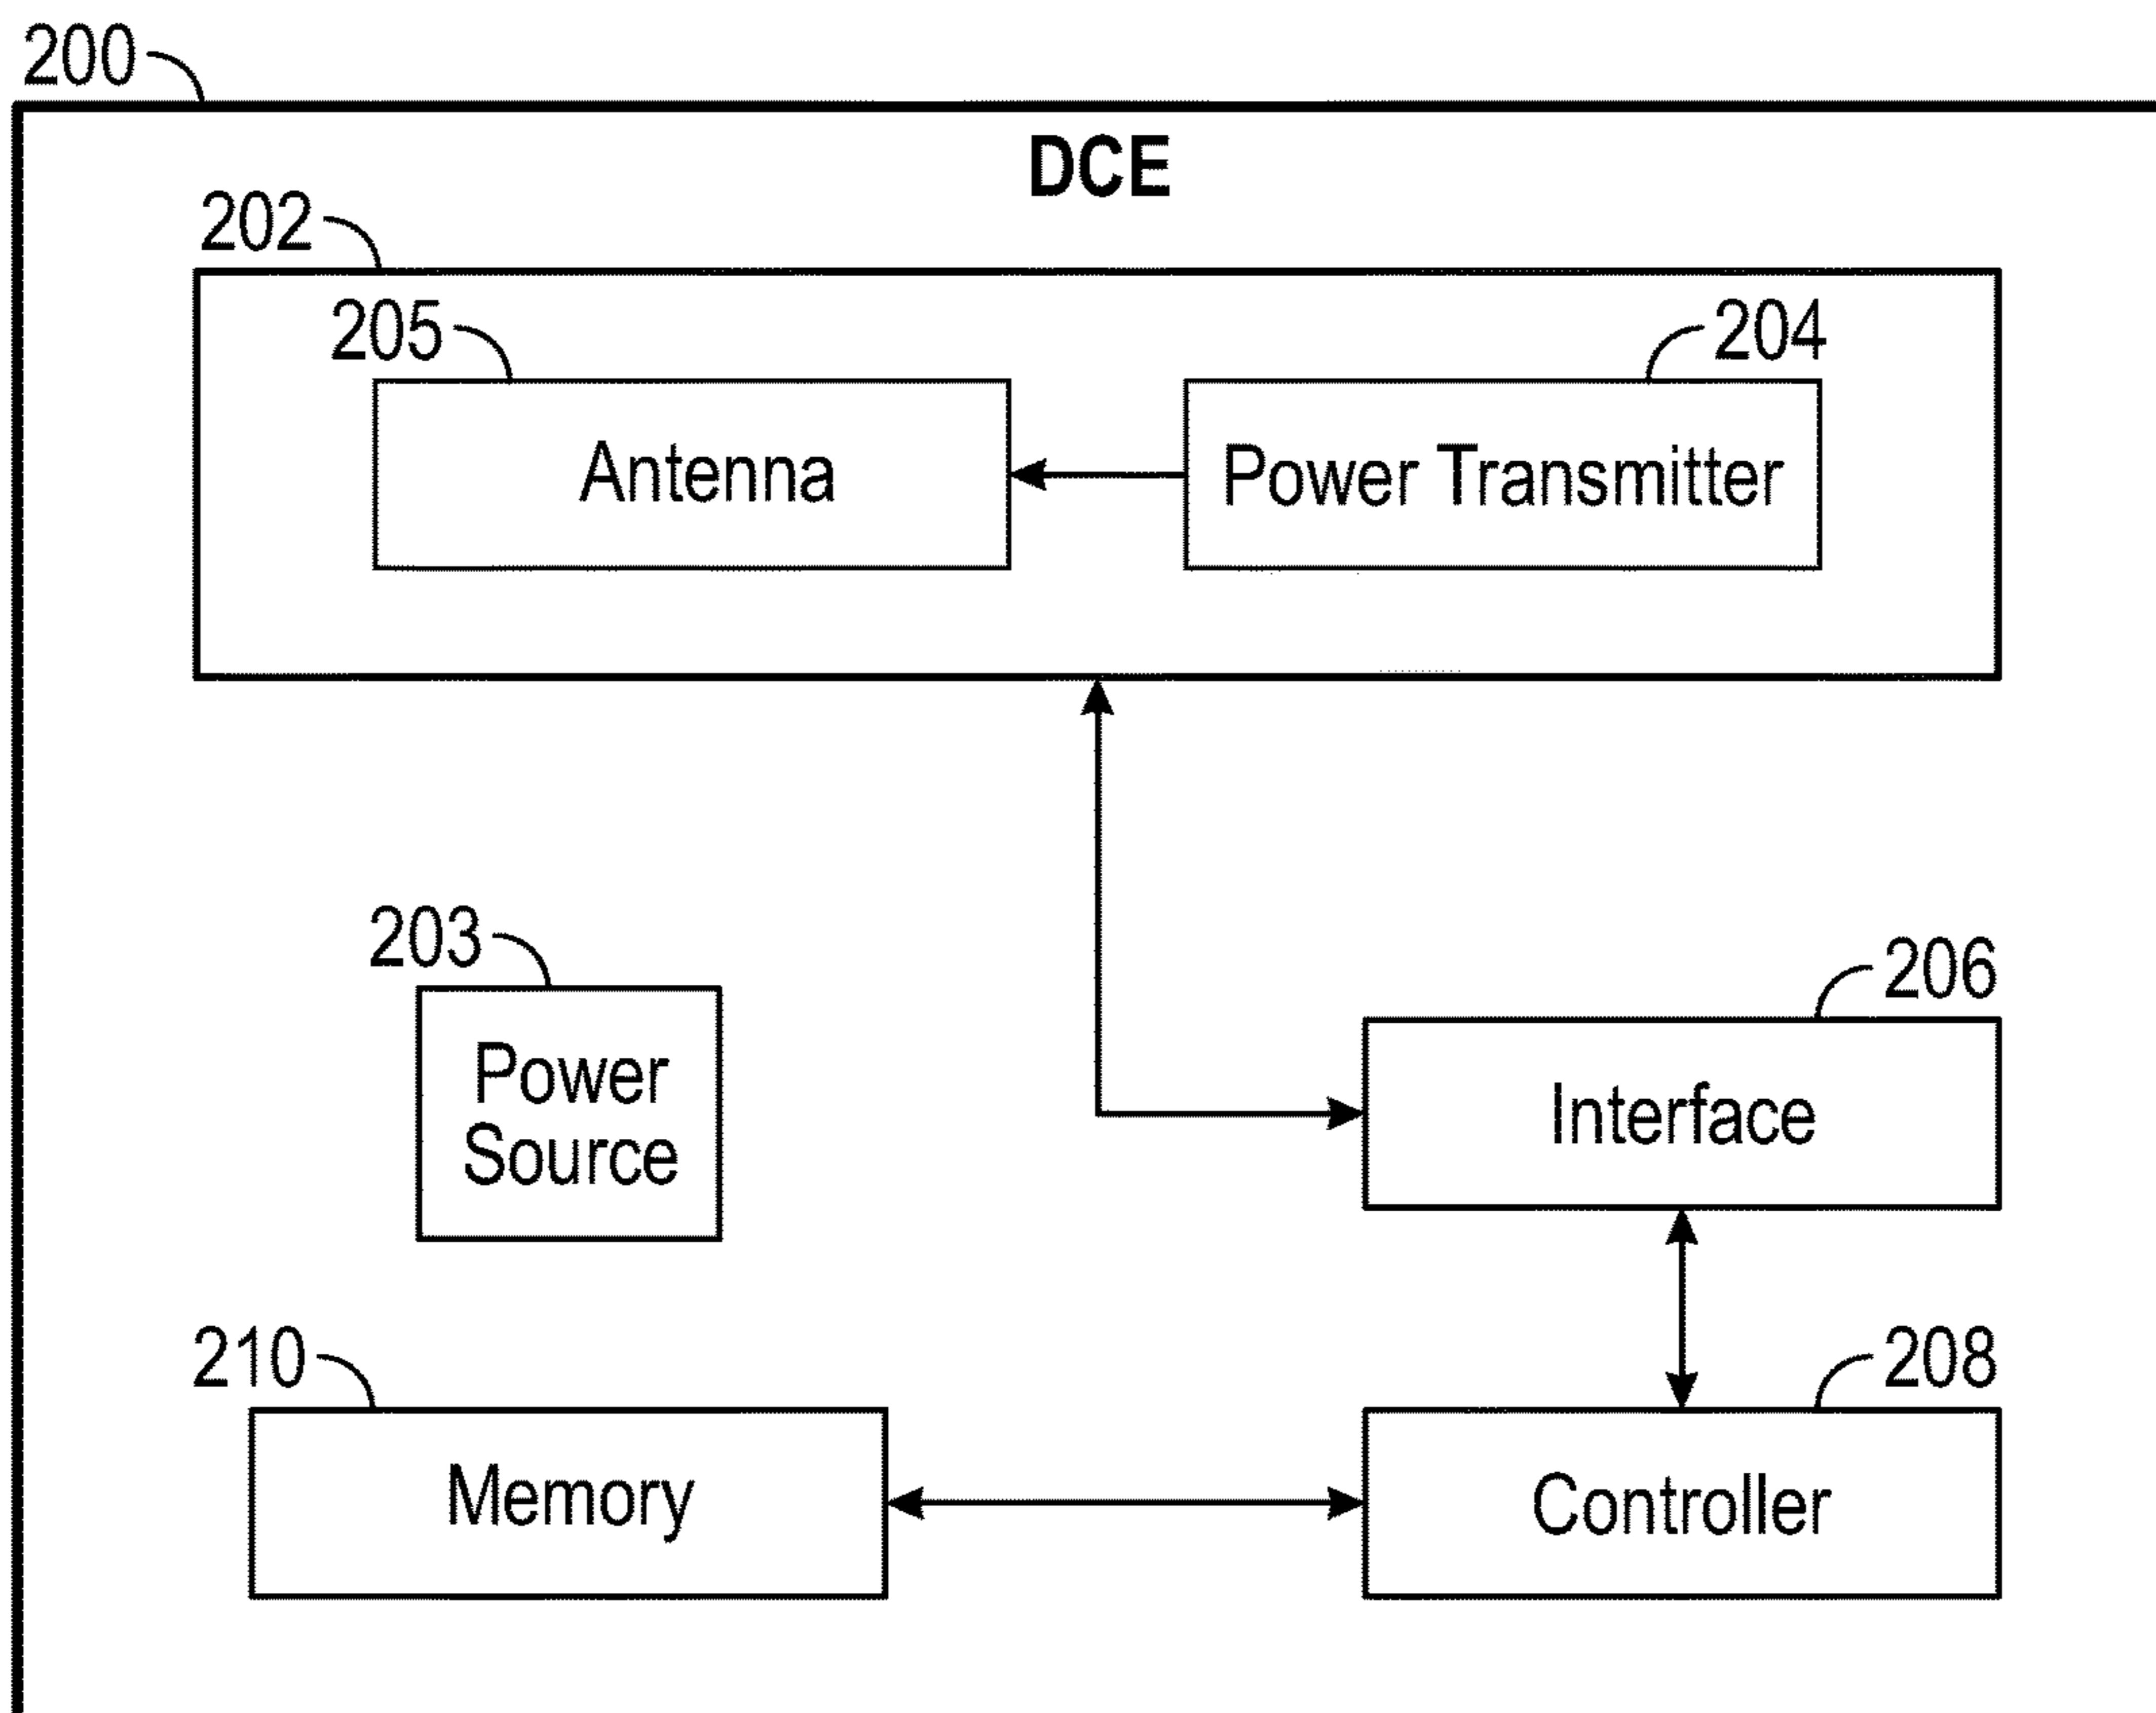 200
DCE
202
205
204
Antenna
Power Transmitter
203
206
Power
Source
Interface
210
208
Memory
Controller